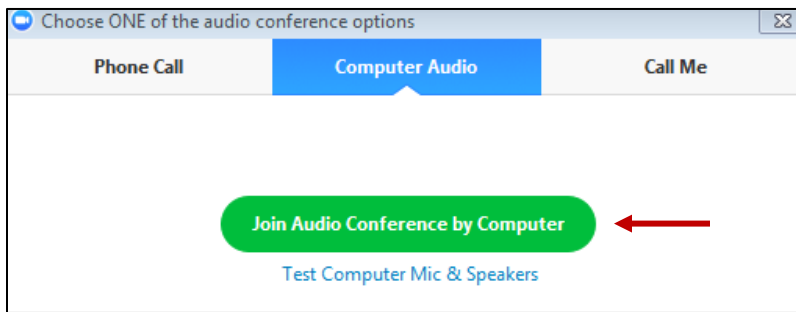 Choose ONE of the audio conference options
Phone Call Computer Audio Call Me
Join Audio Conference by Computer
Test Computer Mic & Speakers